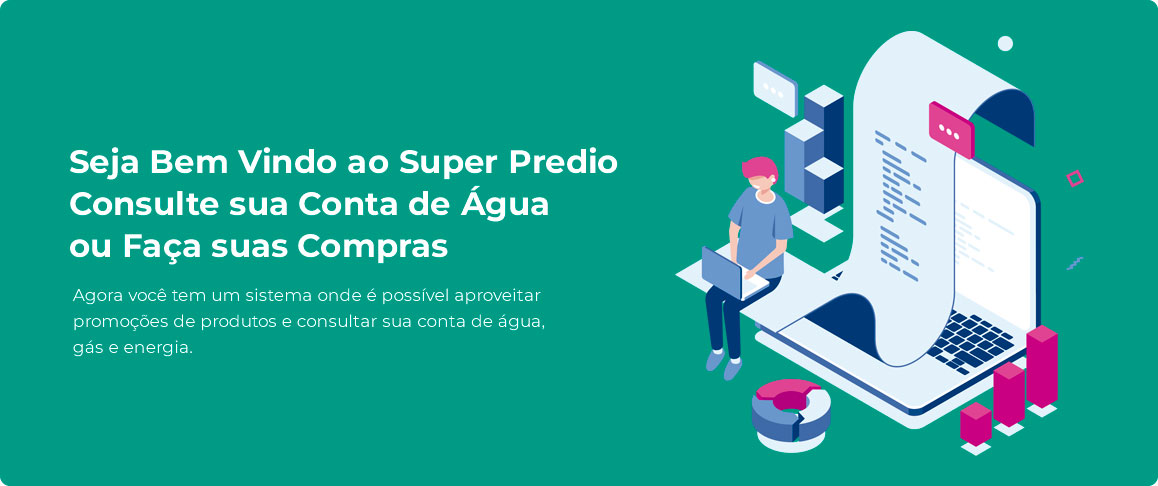 Seja Bem Vindo ao Super Predio
Consulte sua Conta de Água
ou Faça suas Compras
Agora você tem um sistema onde é possível aproveitar
promoções de produtos e consultar sua conta de água,
gás e energia.